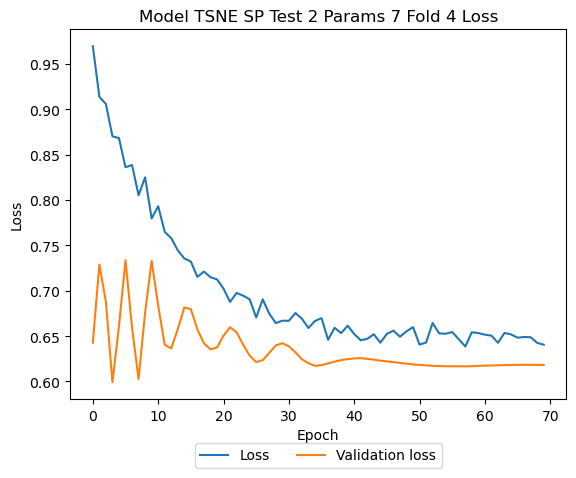 Model TSNE SP Test 2 Params 7 Fold 4 Loss
0.95
0.90
0.85
0.80
0.75
0.70
0.65
0.60
Loss
0 10 20 30 40 50 60 70
Epoch
Loss Validation loss